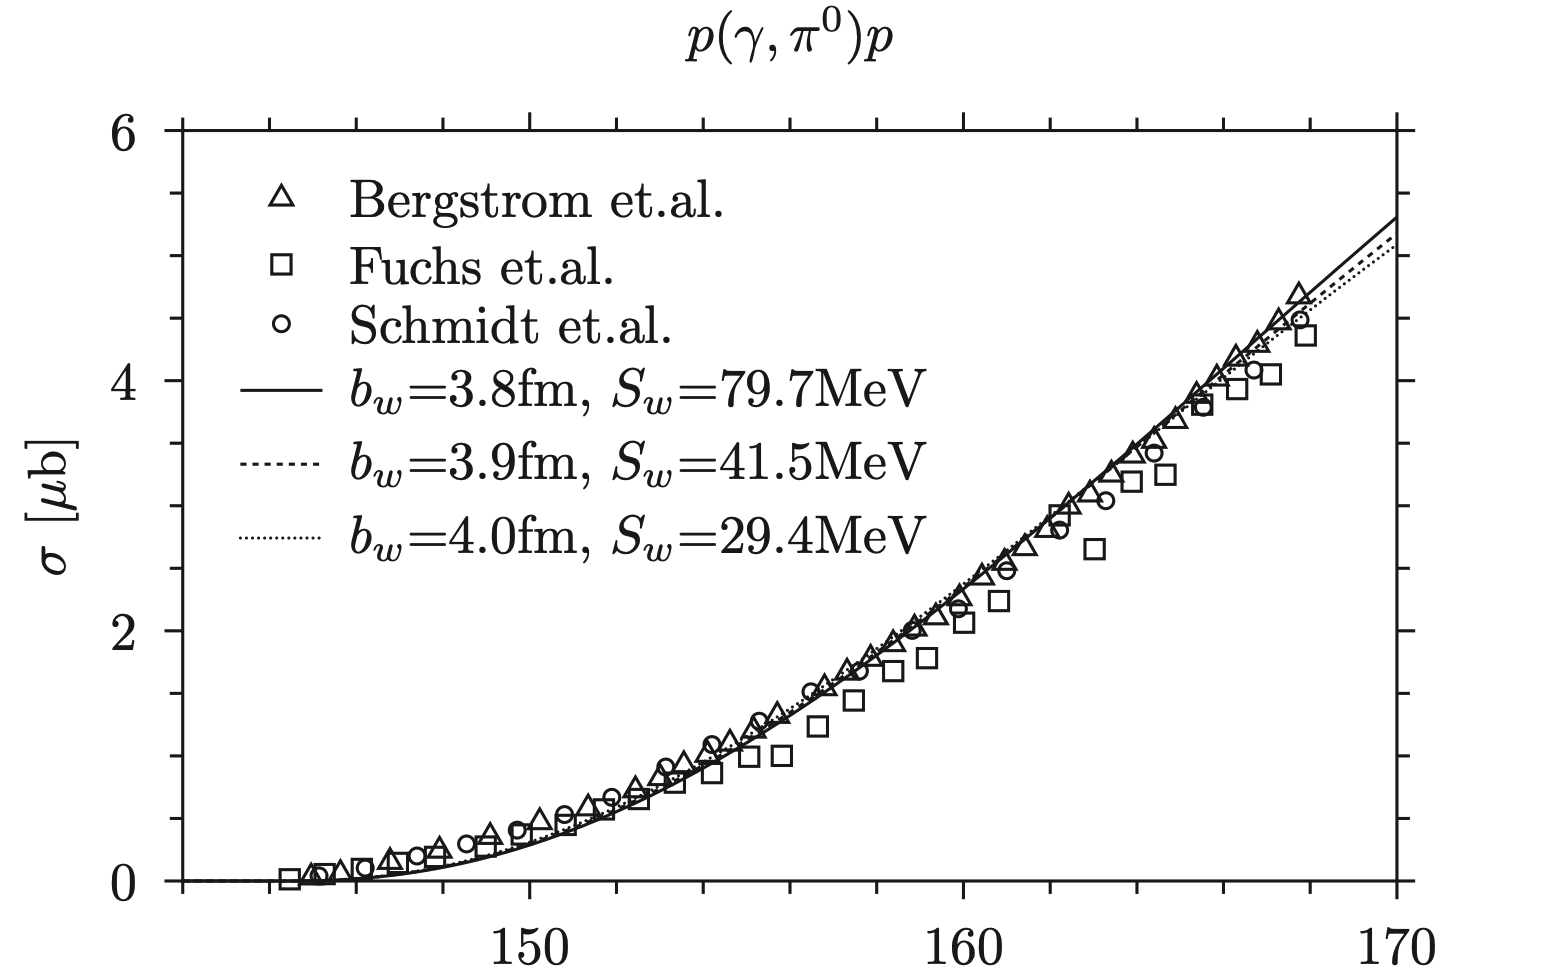 p(γ, π⁰)p
6
Bergstrom et.al.
Fuchs et.al.
Schmidt et.al.
4
b_w=3.8fm, S_w=79.7MeV
b_w=3.9fm, S_w=41.5MeV
σ [μb]
b_w=4.0fm, S_w=29.4MeV
2
0
150 160 170